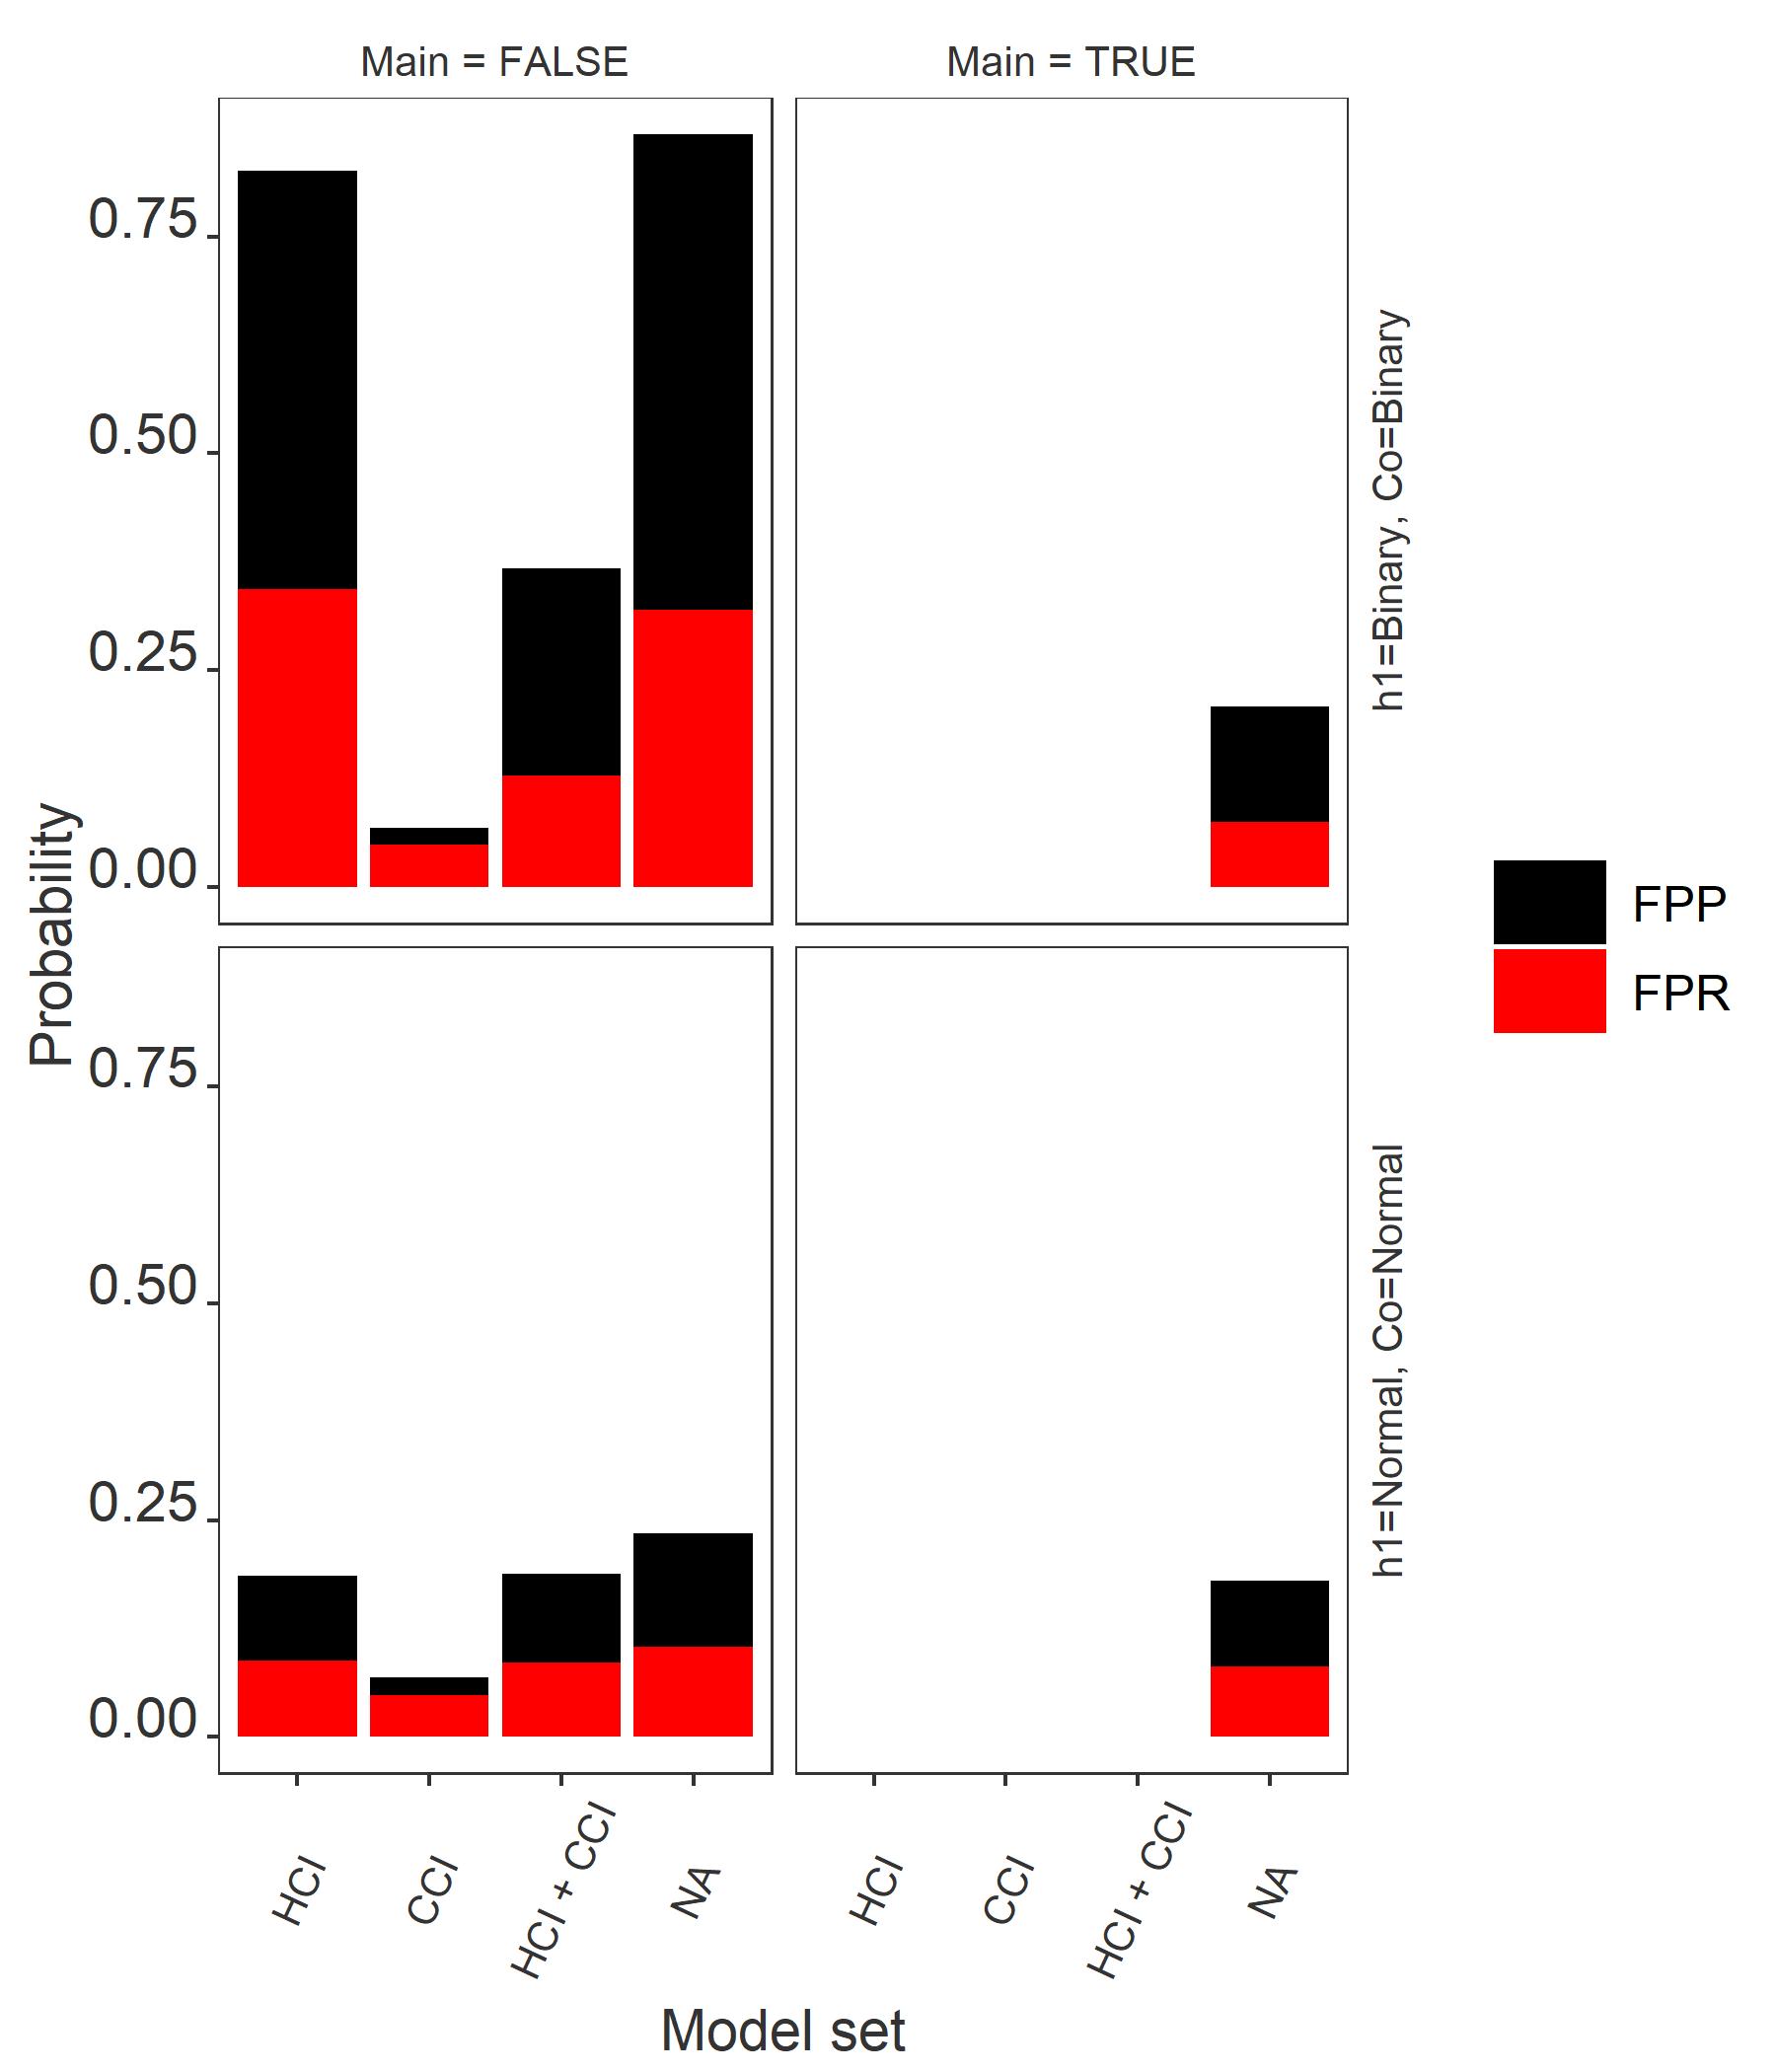 Main = FALSE
Main = TRUE
Probability
0.75
0.50
0.25
0.00
h1=Binary, Co=Binary
0.75
0.50
0.25
0.00
h1=Normal, Co=Normal
FPP
FPR
HCI
CCI
HCI + CCI
NA
HCI
CCI
HCI + CCI
NA
Model set